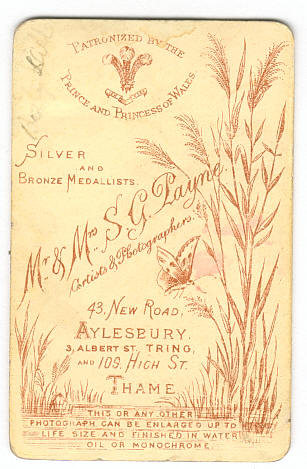 PATRONIZED BY THE
PRINCE AND PRINCESS OF WALES.
SILVER
AND
BRONZE MEDALLISTS.
Mr. & Mrs. S. G. Payne.
Artists & Photographers.
43, NEW ROAD,
AYLESBURY.
3, ALBERT ST. TRING,
AND 109, HIGH ST.
THAME
THIS OR ANY OTHER
PHOTOGRAPH CAN BE ENLARGED UP TO
LIFE SIZE AND FINISHED IN WATER
OIL OR MONOCHROME.